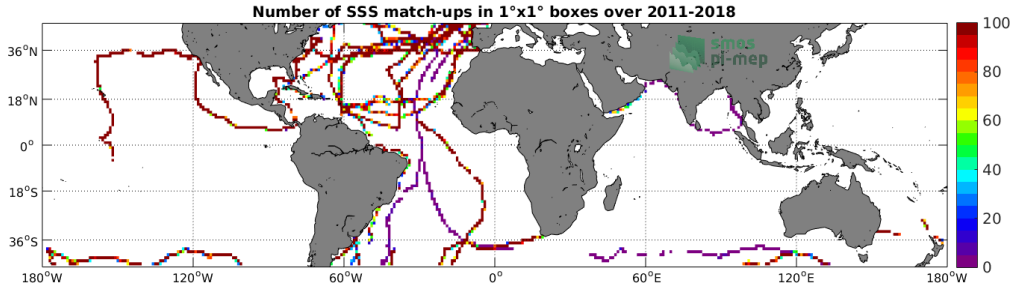 Number of SSS match-ups in 1°x1° boxes over 2011-2018
36°N
18°N
0°
18°S
36°S
180°W
120°W
60°W
0°
60°E
120°E
180°W
100
80
60
40
20
0
smos
pi-mep